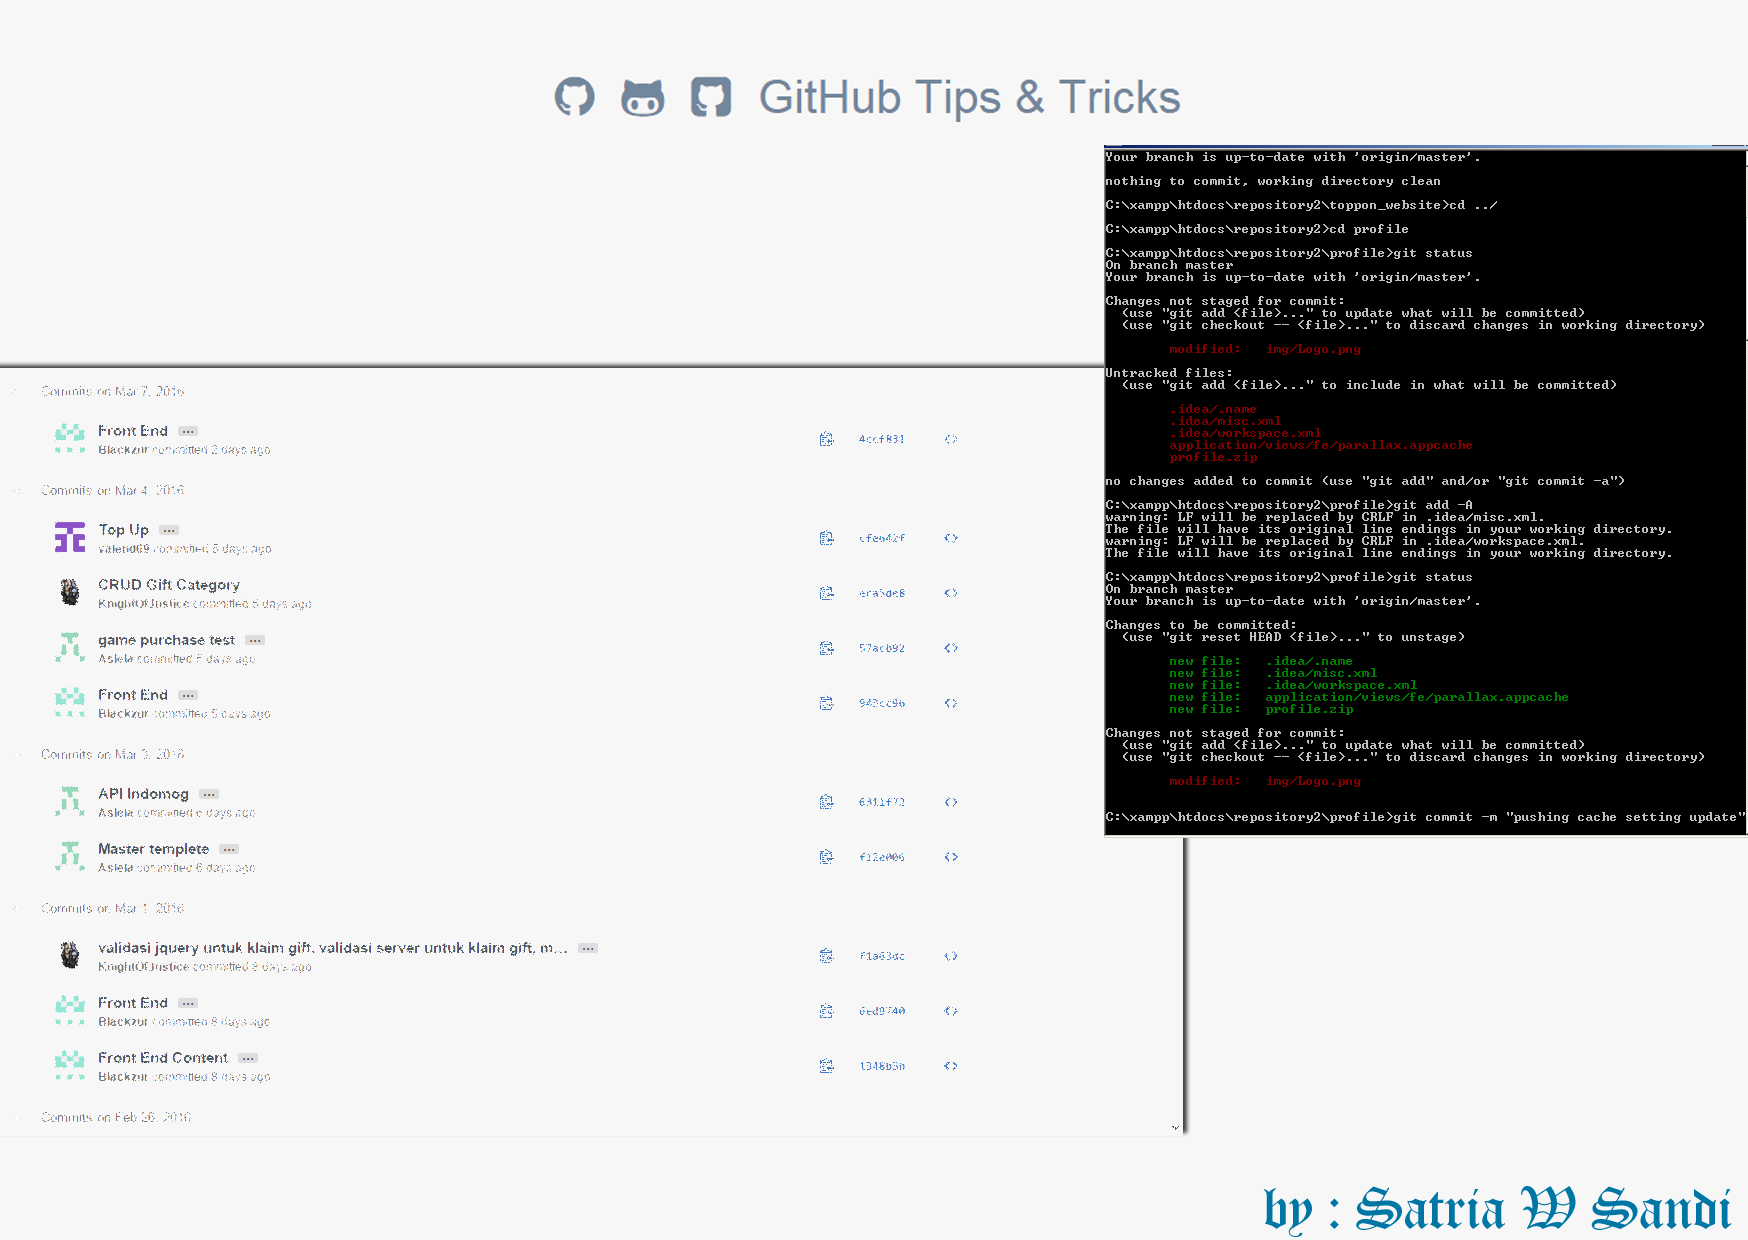 GitHub Tips & Tricks
Your branch is up-to-date with 'origin/master'.
nothing to commit, working directory clean
C:\xampp\htdocs\repository2\toppon_website>cd ../
C:\xampp\htdocs\repository2>cd profile
C:\xampp\htdocs\repository2\profile>git status
On branch master
Your branch is up-to-date with 'origin/master'.
Changes not staged for commit:
(use "git add <file>..." to update what will be committed)
(use "git checkout -- <file>..." to discard changes in working directory)
modified: img/Logo.png
Untracked files:
(use "git add <file>..." to include in what will be committed)
.idea/.name
.idea/misc.xml
.idea/workspace.xml
application/views/fe/parallax.appcache
profile.zip
no changes added to commit (use "git add" and/or "git commit -a")
C:\xampp\htdocs\repository2\profile>git add -A
warning: LF will be replaced by CRLF in .idea/misc.xml.
The file will have its original line endings in your working directory.
warning: LF will be replaced by CRLF in .idea/workspace.xml.
The file will have its original line endings in your working directory.
C:\xampp\htdocs\repository2\profile>git status
On branch master
Your branch is up-to-date with 'origin/master'.
Changes to be committed:
(use "git reset HEAD <file>..." to unstage)
new file: .idea/.name
new file: .idea/misc.xml
new file: .idea/workspace.xml
new file: application/views/fe/parallax.appcache
new file: profile.zip
Changes not staged for commit:
(use "git add <file>..." to update what will be committed)
(use "git checkout -- <file>..." to discard changes in working directory)
modified: img/Logo.png
C:\xampp\htdocs\repository2\profile>git commit -m "pushing cache setting update"
Commits on Mar 7, 2016
Front End
Blackzur committed 2 days ago
4ccf831
Commits on Mar 4, 2016
Top Up
committed 5 days ago
CRUD Gift Category
KnightOfJustice committed 5 days ago
game purchase test
committed 5 days ago
57acb92
Front End
Blackzur committed 5 days ago
Commits on Mar 3, 2016
API Indomog
committed 6 days ago
6311f72
Master templete
committed 6 days ago
f12e006
Commits on Mar 1, 2016
validasi jquery untuk klaim gift, validasi server untuk klaim gift, m...
KnightOfJustice committed 8 days ago
f1a63dc
Front End
Blackzur committed 8 days ago
Front End Content
Blackzur committed 8 days ago
Commits on Feb 26, 2016
by : Satria W Sandi